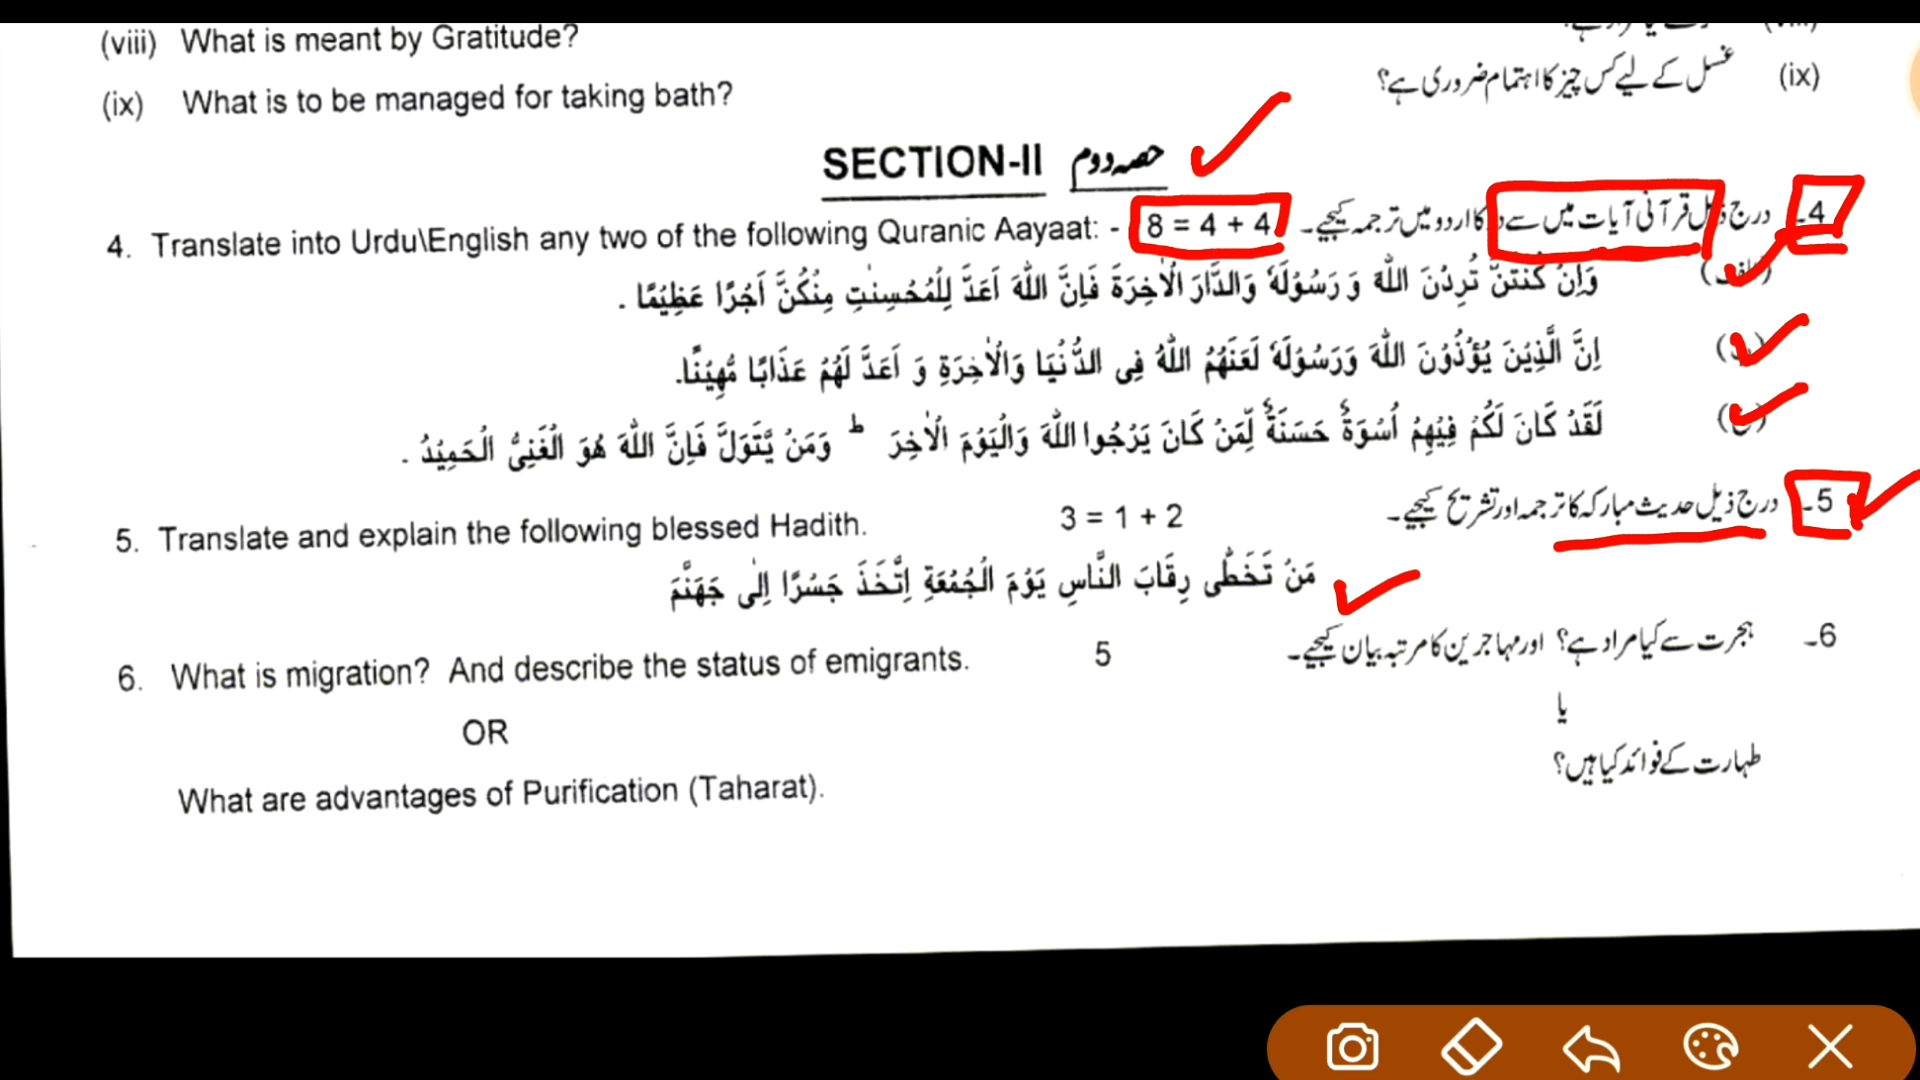 (viii) What is meant by Gratitude?
(ix) What is to be managed for taking bath?
(ix) غسل کے لیے کس چیز کا اہتمام ضروری ہے؟
SECTION-II حصہ دوم
4. Translate into Urdu\English any two of the following Quranic Aayaat: - 8 = 4 + 4
4۔ درج ذیل قرآنی آیات میں سے کا اردو میں ترجمہ کیجیے۔
وَاِنْ كُنْتُنَّ تُرِدْنَ اللّٰهَ وَ رَسُوْلَهٗ وَالدَّارَ الْاٰخِرَةَ فَاِنَّ اللّٰهَ اَعَدَّ لِلْمُحْسِنٰتِ مِنْكُنَّ اَجْرًا عَظِيْمًا .
اِنَّ الَّذِيْنَ يُؤْذُوْنَ اللّٰهَ وَرَسُوْلَهٗ لَعَنَهُمُ اللّٰهُ فِى الدُّنْيَا وَالْاٰخِرَةِ وَ اَعَدَّ لَهُمْ عَذَابًا مُّهِيْنًا.
لَقَدْ كَانَ لَكُمْ فِيْهِمْ اُسْوَةٌ حَسَنَةٌ لِّمَنْ كَانَ يَرْجُوا اللّٰهَ وَالْيَوْمَ الْاٰخِرَ ط وَمَنْ يَّتَوَلَّ فَاِنَّ اللّٰهَ هُوَ الْغَنِىُّ الْحَمِيْدُ .
5. Translate and explain the following blessed Hadith. 3 = 1 + 2
5۔ درج ذیل حدیث مبارکہ کا ترجمہ اور تشریح کیجیے۔
مَنْ تَخَطّٰى رِقَابَ النَّاسِ يَوْمَ الْجُمُعَةِ اِتَّخَذَ جَسْرًا اِلٰى جَهَنَّمَ
6. What is migration? And describe the status of emigrants. 5
6۔ ہجرت سے کیا مراد ہے؟ اور مہاجرین کا مرتبہ بیان کیجیے۔
OR
یا
What are advantages of Purification (Taharat).
طہارت کے فوائد کیا ہیں؟